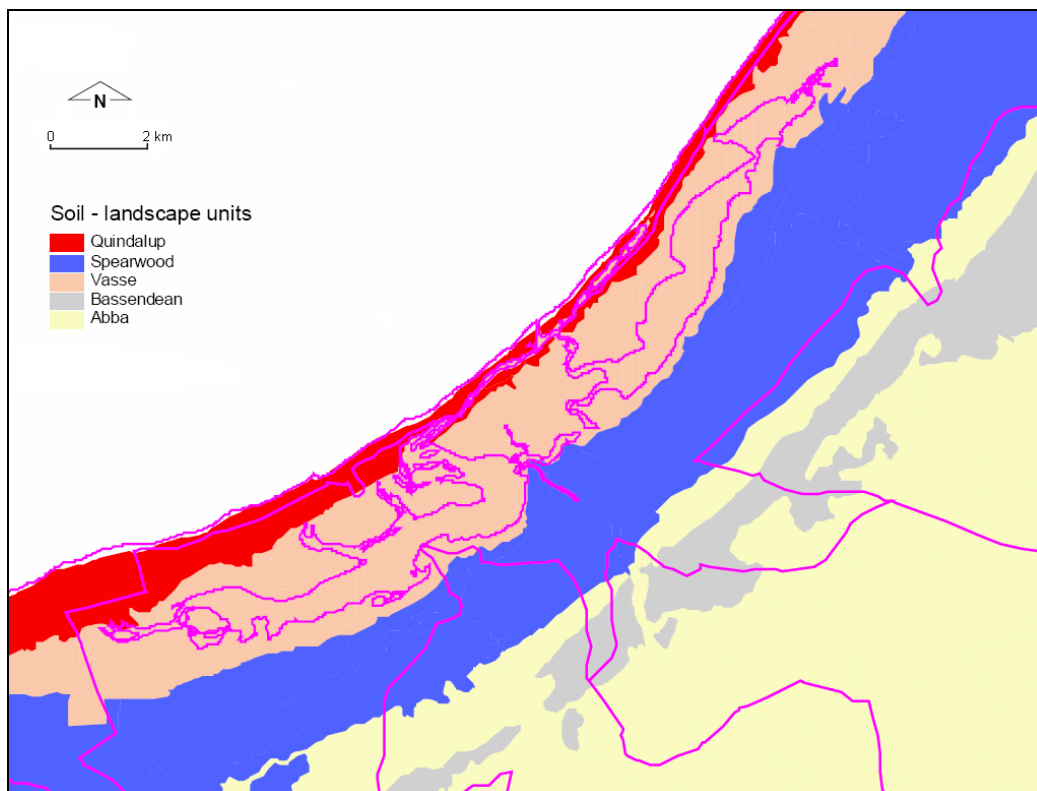 N
0 2 km
Soil - landscape units
Quindalup
Spearwood
Vasse
Bassendean
Abba